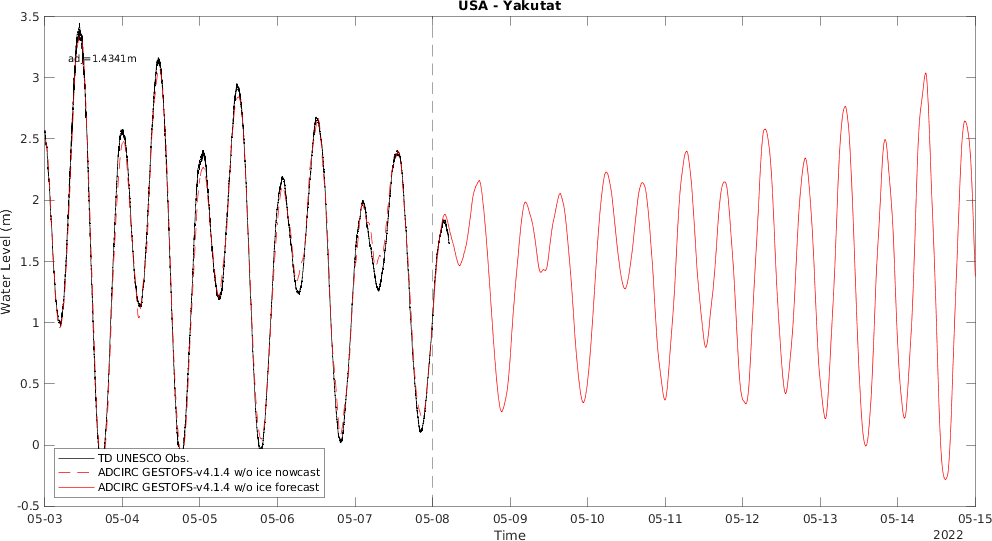 USA - Yakutat
3.5
3
2.5
2
1.5
1
0.5
0
-0.5
Water Level (m)
adj=1.4341m
TD UNESCO Obs.
ADCIRC GESTOFS-v4.1.4 w/o ice nowcast
ADCIRC GESTOFS-v4.1.4 w/o ice forecast
05-03 05-04 05-05 05-06 05-07 05-08 05-09 05-10 05-11 05-12 05-13 05-14 05-15
Time
2022